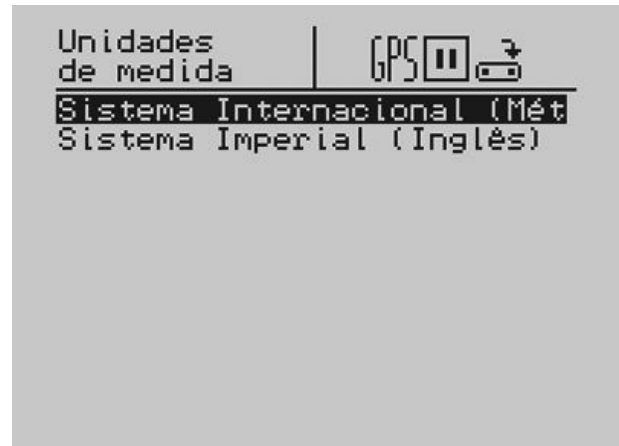 Unidades
de medida
GPS
Sistema Internacional (Mét
Sistema Imperial (Inglês)